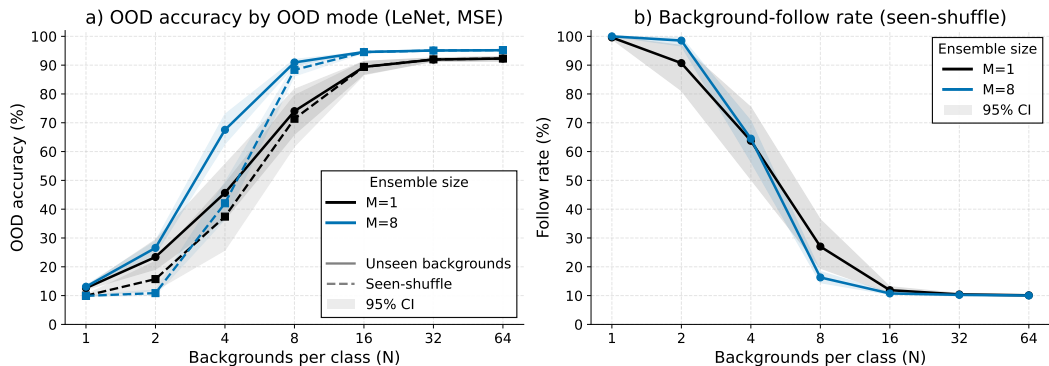 a) OOD accuracy by OOD mode (LeNet, MSE)
OOD accuracy (%)
100
90
80
70
60
50
40
30
20
10
0
1 2 4 8 16 32 64
Backgrounds per class (N)
Ensemble size
M=1
M=8
Unseen backgrounds
Seen-shuffle
95% CI
b) Background-follow rate (seen-shuffle)
Follow rate (%)
100
90
80
70
60
50
40
30
20
10
0
1 2 4 8 16 32 64
Backgrounds per class (N)
Ensemble size
M=1
M=8
95% CI